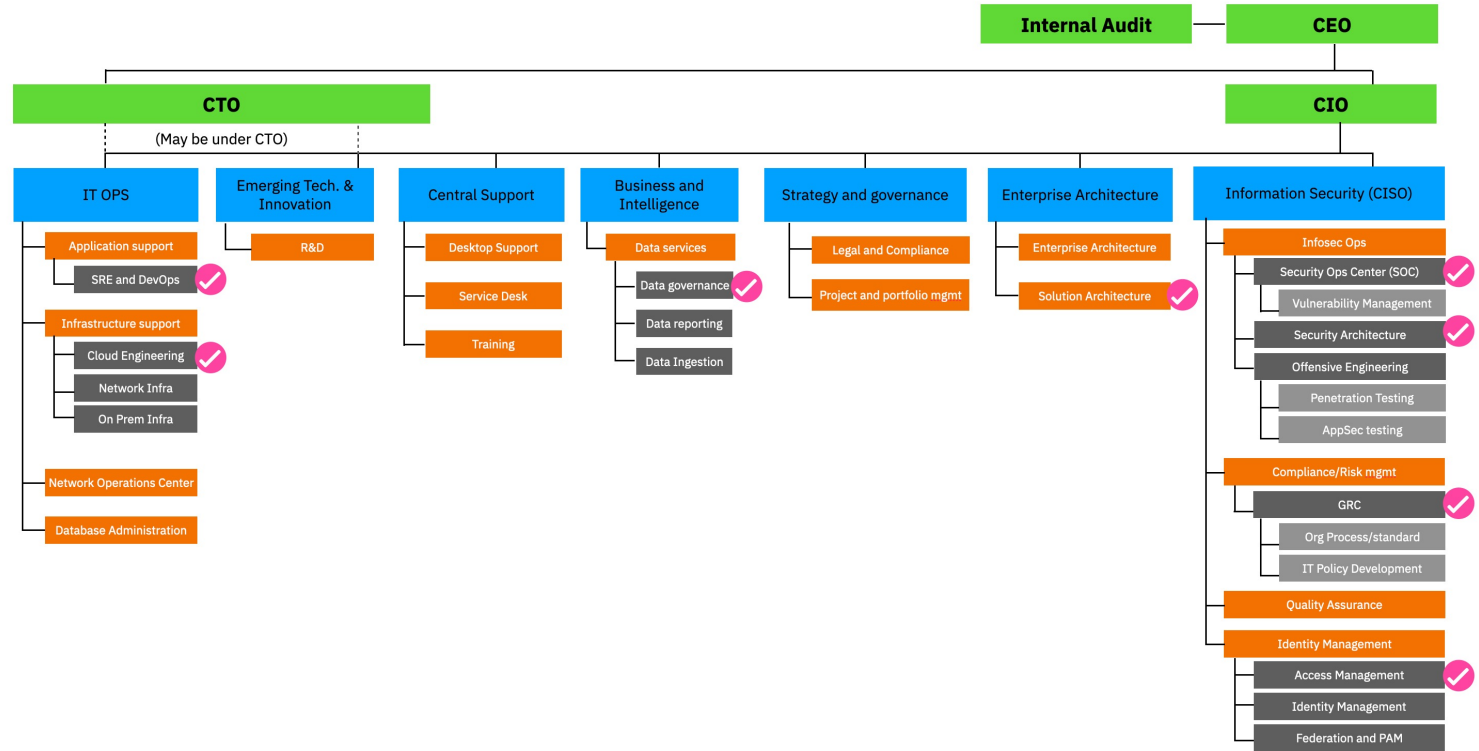 Internal Audit
CEO
CTO
CIO
(May be under CTO)
IT OPS
Application support
SRE and DevOps
Infrastructure support
Cloud Engineering
Network Infra
On Prem Infra
Network Operations Center
Database Administration
Emerging Tech. &
Innovation
R&D
Central Support
Desktop Support
Service Desk
Training
Business and
Intelligence
Data services
Data governance
Data reporting
Data Ingestion
Strategy and governance
Legal and Compliance
Project and portfolio mgmt
Enterprise Architecture
Enterprise Architecture
Solution Architecture
Information Security (CISO)
Infosec Ops
Security Ops Center (SOC)
Vulnerability Management
Security Architecture
Offensive Engineering
Penetration Testing
AppSec testing
Compliance/Risk mgmt
GRC
Org Process/standard
IT Policy Development
Quality Assurance
Identity Management
Access Management
Identity Management
Federation and PAM